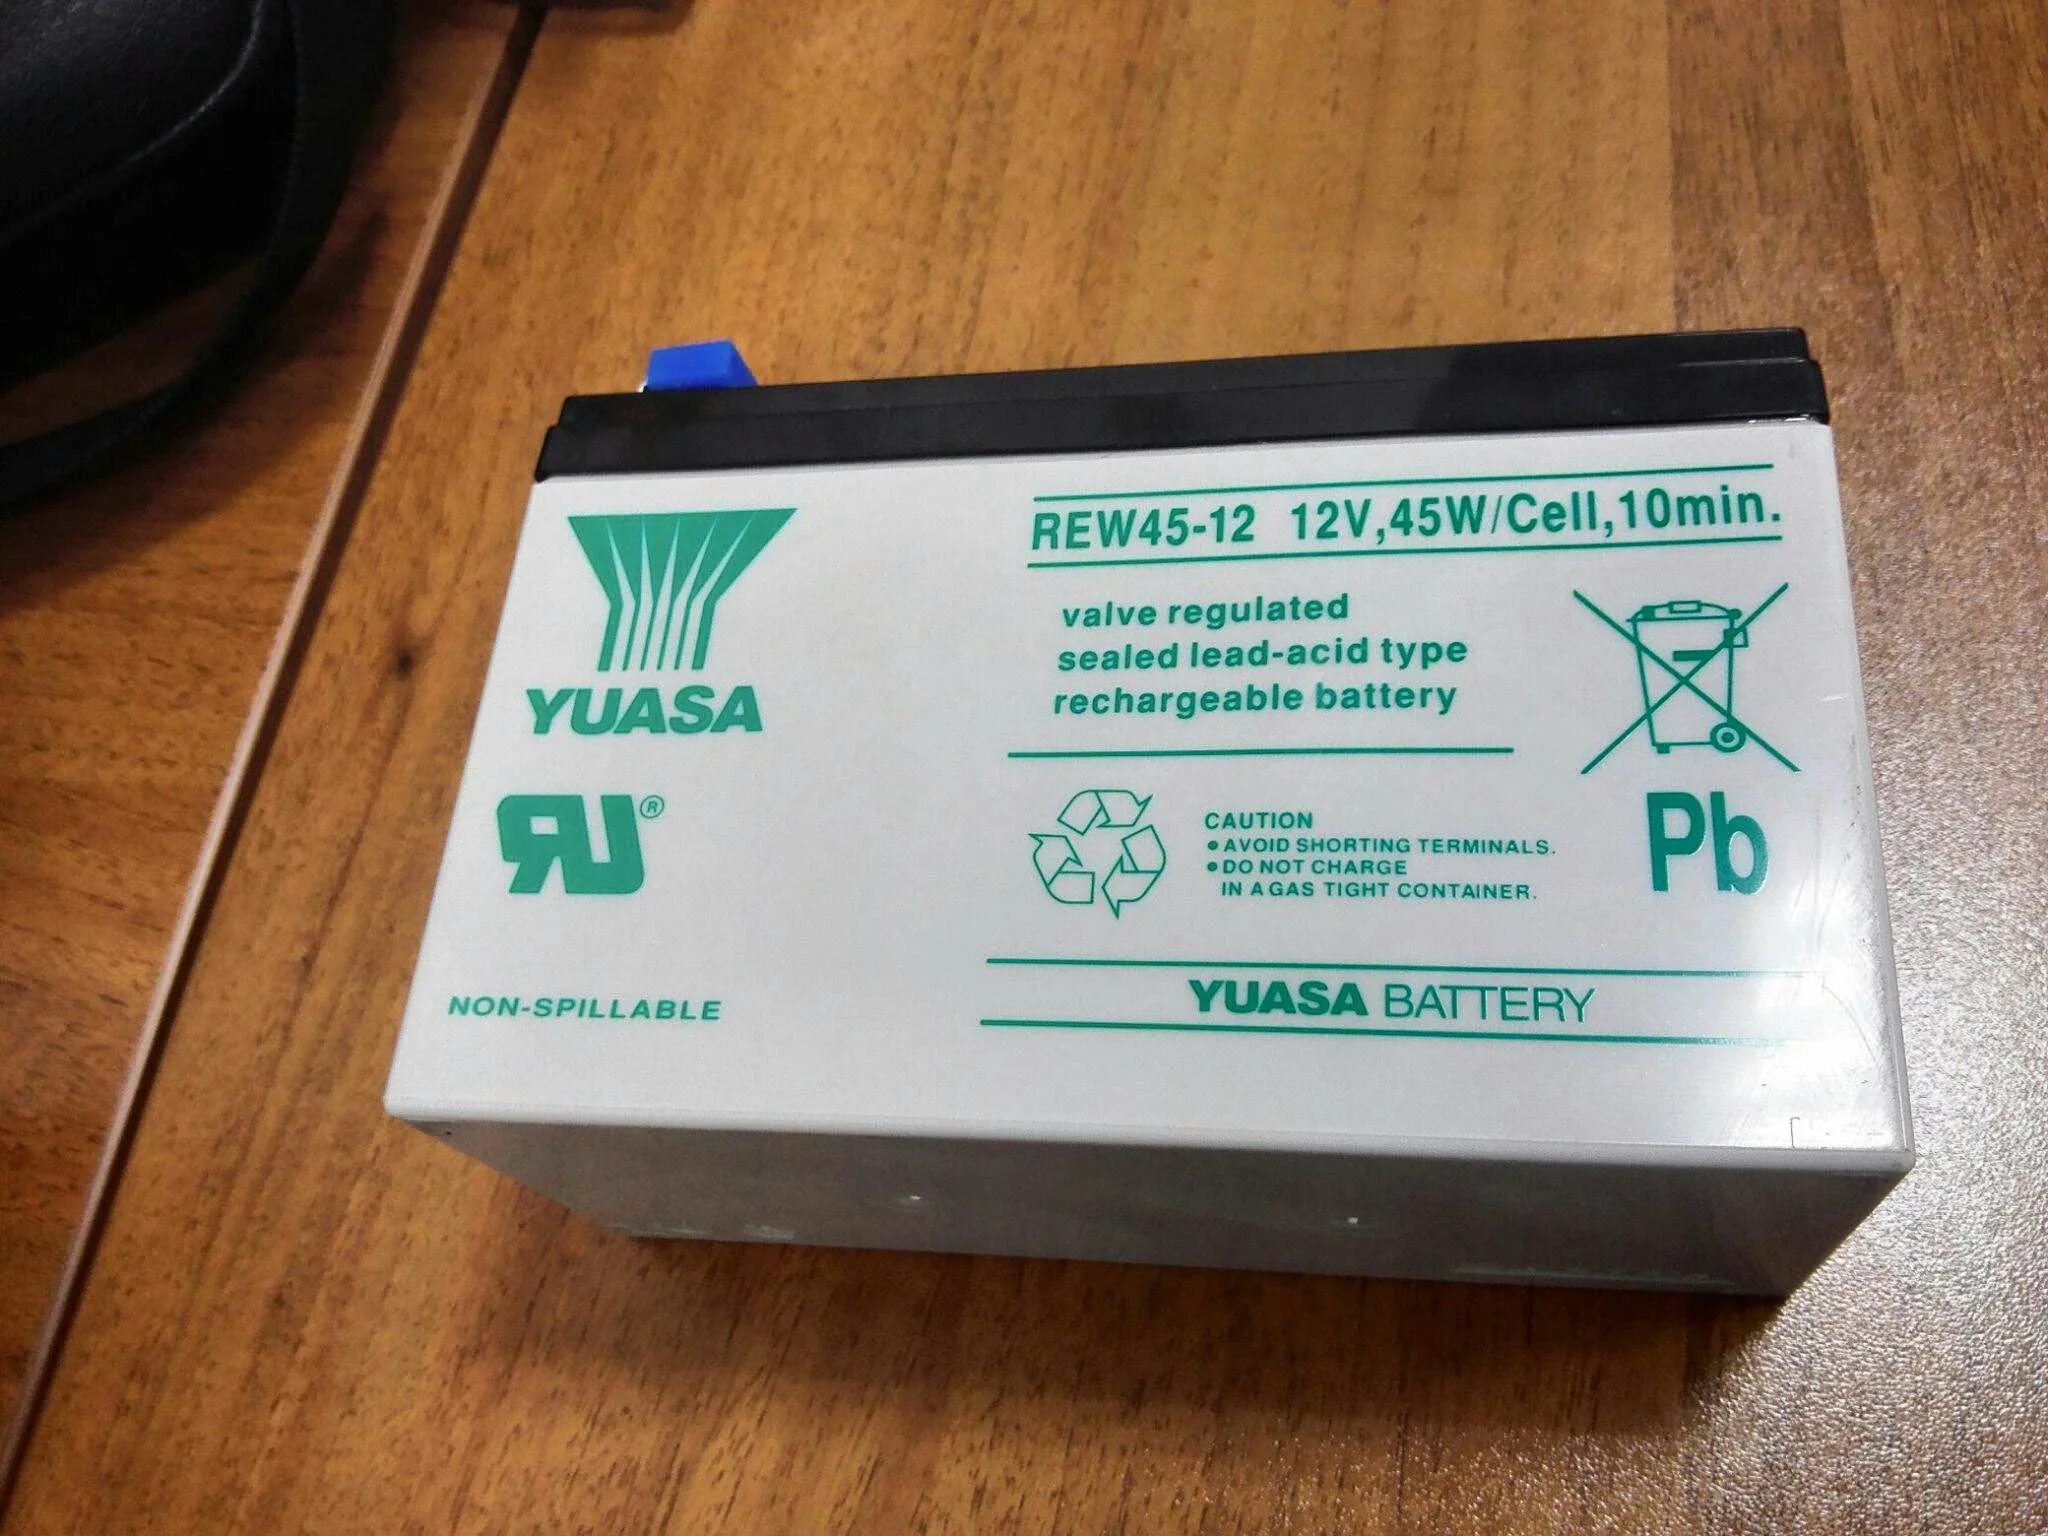 YUASA
RU®
NON-SPILLABLE
REW45-12 12V,45W/Cell,10min.
valve regulated
sealed lead-acid type
rechargeable battery
CAUTION
• AVOID SHORTING TERMINALS.
• DO NOT CHARGE
IN A GAS TIGHT CONTAINER.
Pb
YUASA BATTERY